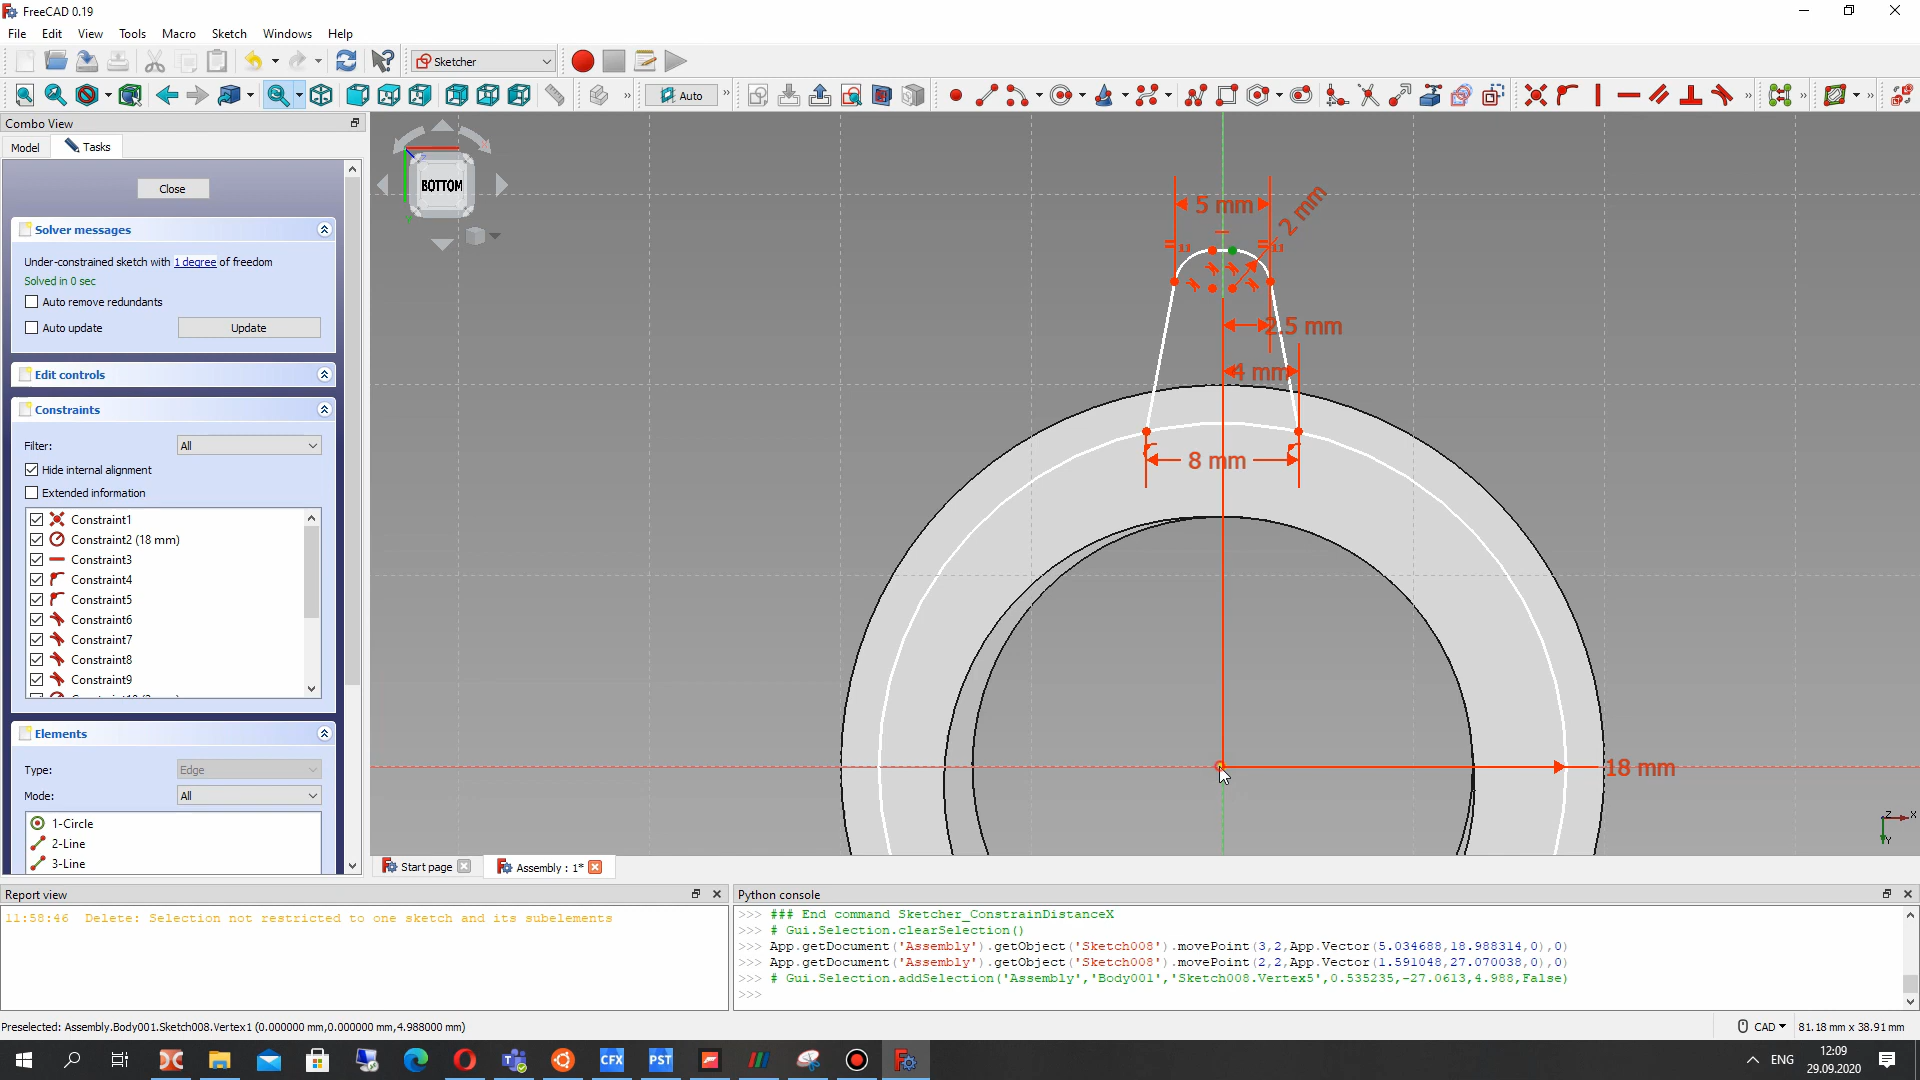 FreeCAD 0.19
File Edit View Tools Macro Sketch Windows Help
Sketcher
Auto
Combo View
Model Tasks
Close
Solver messages
Under-constrained sketch with 1 degree of freedom
Solved in 0 sec
Auto remove redundants
Auto update Update
Edit controls
Constraints
Filter: All
Hide internal alignment
Extended information
Constraint1
Constraint2 (18 mm)
Constraint3
Constraint4
Constraint5
Constraint6
Constraint7
Constraint8
Constraint9
Elements
Type: Edge
Mode: All
1-Circle
2-Line
3-Line
BOTTOM
5 mm
2 mm
2.5 mm
4 mm
8 mm
18 mm
Z X
Y
Start page Assembly : 1*
Report view
11:58:46 Delete: Selection not restricted to one sketch and its subelements
Python console
>>> ### End command Sketcher_ConstrainDistanceX
>>> # Gui.Selection.clearSelection()
>>> App.getDocument('Assembly').getObject('Sketch008').movePoint(3,2,App.Vector(5.034688,18.988314,0),0)
>>> App.getDocument('Assembly').getObject('Sketch008').movePoint(2,2,App.Vector(1.591048,27.070038,0),0)
>>> # Gui.Selection.addSelection('Assembly','Body001','Sketch008.Vertex5',0.535235,-27.0613,4.988,False)
>>>
Preselected: Assembly.Body001.Sketch008.Vertex1 (0.000000 mm,0.000000 mm,4.988000 mm)
CAD 81.18 mm x 38.91 mm
CFX PST
ENG
12:09
29.09.2020